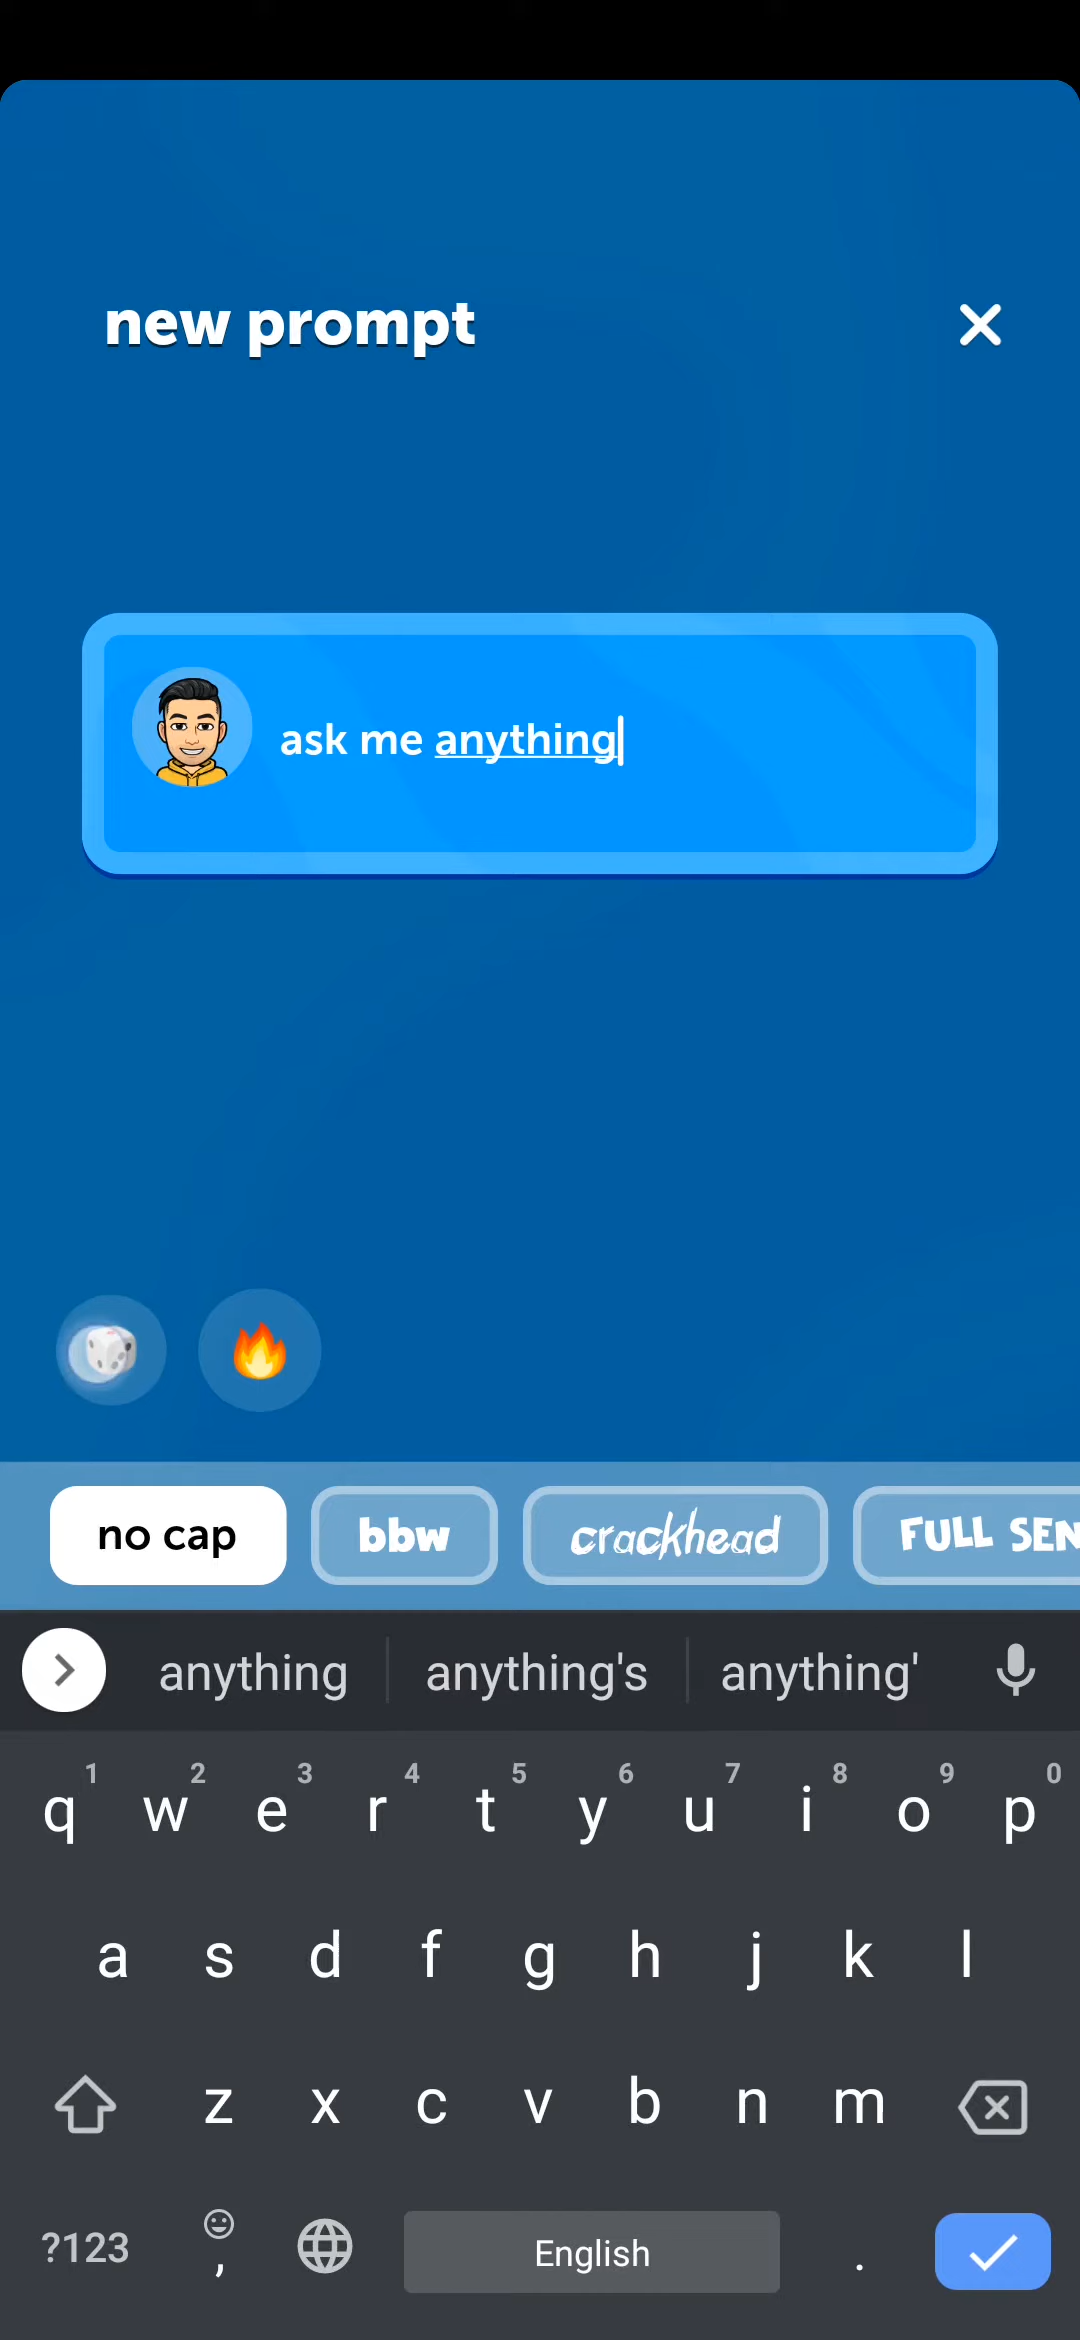 new prompt
ask me anything
no cap
bbw
crackhead
FULL SEN
anything
anything's
anything'
1 2 3 4 5 6 7 8 9 0
q w e r t y u i o p
a s d f g h j k l
z x c v b n m
?123 , English .